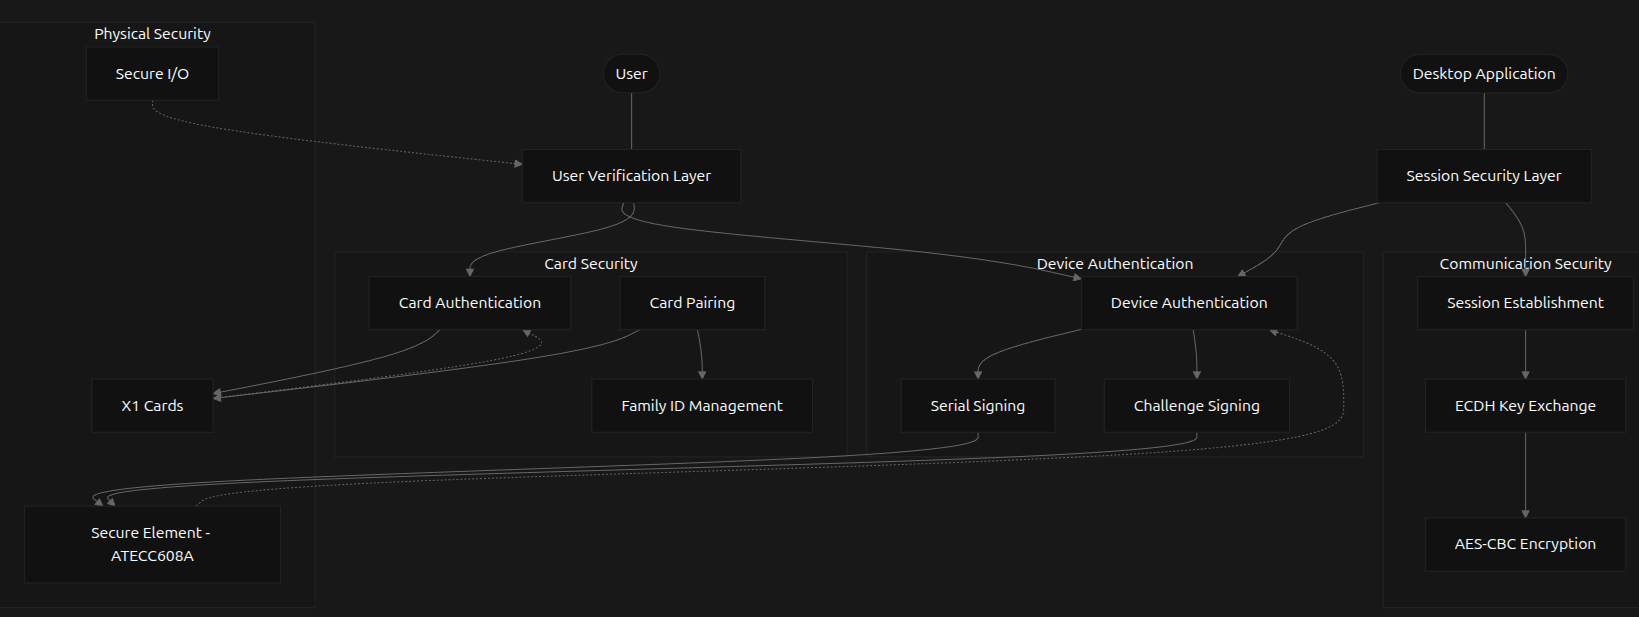 Physical Security
Secure I/O
User
Desktop Application
User Verification Layer
Session Security Layer
Card Security
Device Authentication
Communication Security
Card Authentication
Card Pairing
Device Authentication
Session Establishment
X1 Cards
Family ID Management
Serial Signing
Challenge Signing
ECDH Key Exchange
Secure Element -
ATECC608A
AES-CBC Encryption